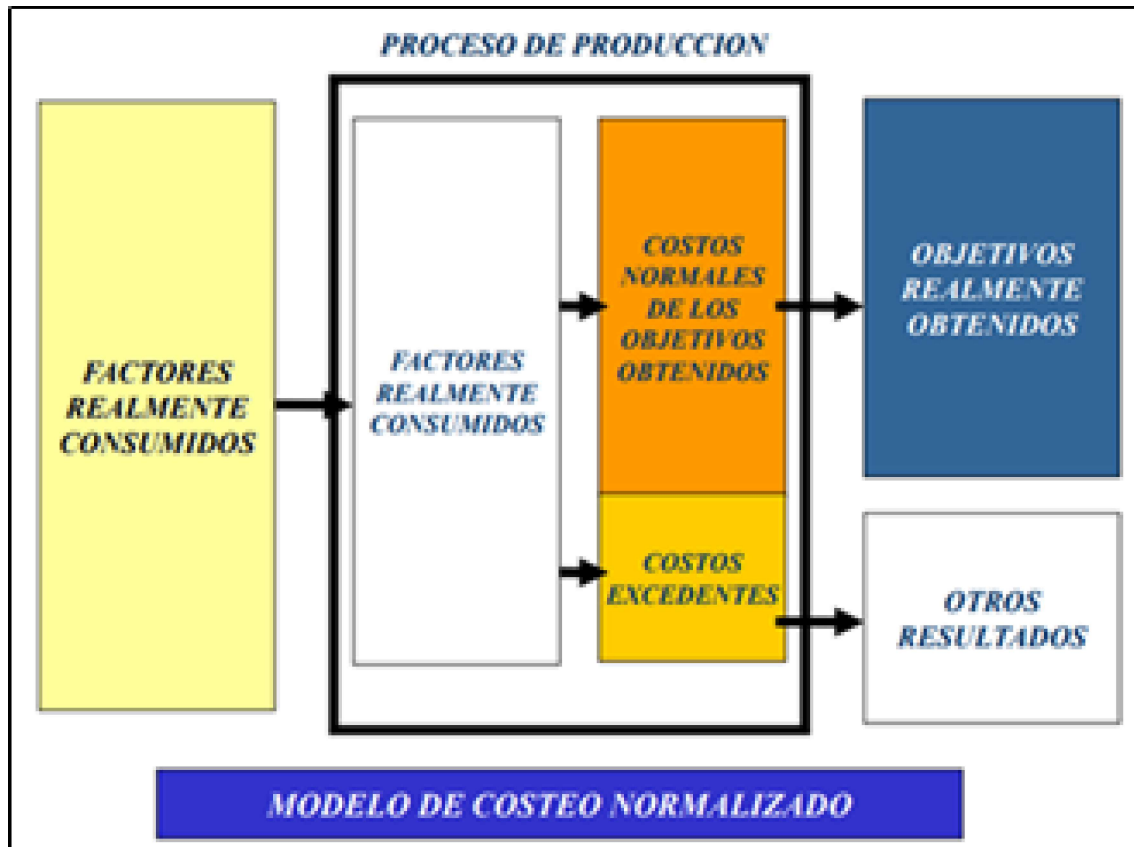 PROCESO DE PRODUCCION
FACTORES
REALMENTE
CONSUMIDOS
FACTORES
REALMENTE
CONSUMIDOS
COSTOS
NORMALES
DE LOS
OBJETIVOS
OBTENIDOS
COSTOS
EXCEDENTES
OBJETIVOS
REALMENTE
OBTENIDOS
OTROS
RESULTADOS
MODELO DE COSTEO NORMALIZADO